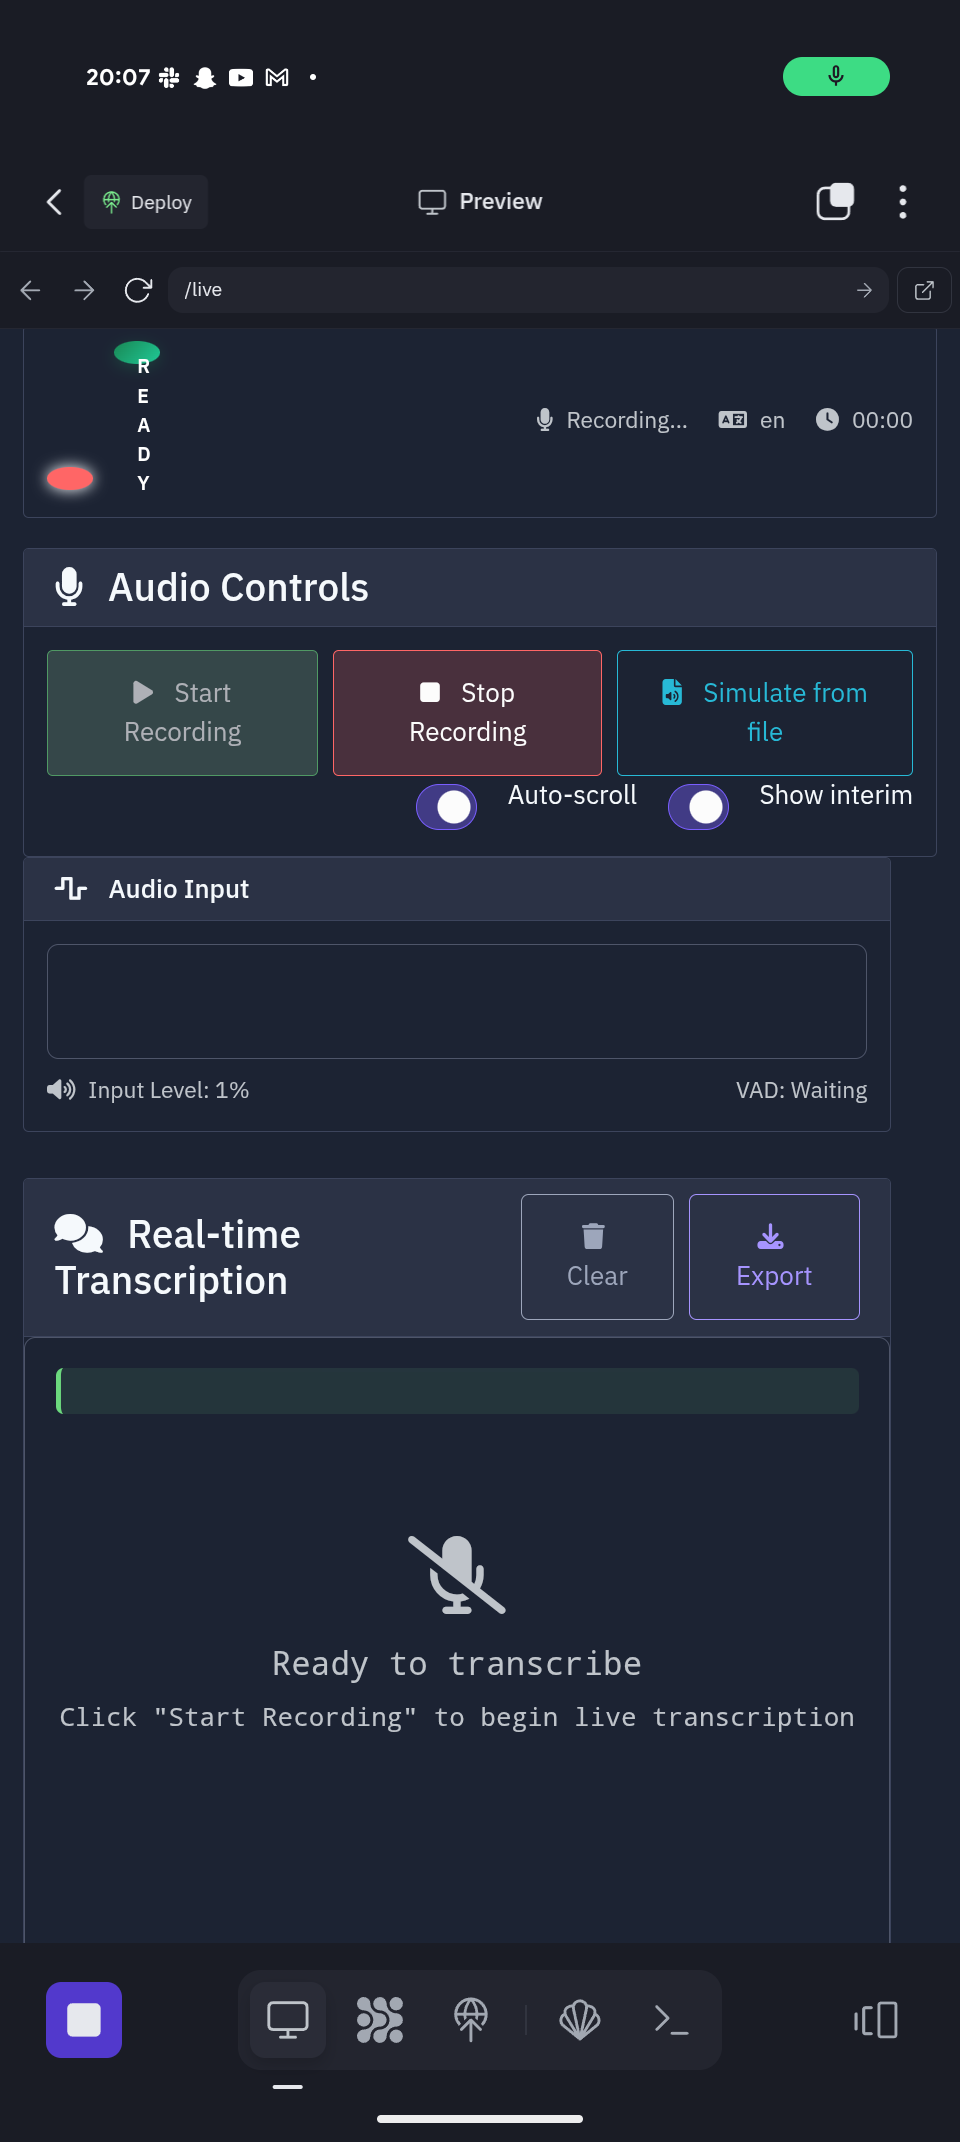 20:07
Deploy
Preview
/live
READY
Recording...
en
00:00
Audio Controls
Start
Recording
Stop
Recording
Simulate from
file
Auto-scroll
Show interim
Audio Input
Input Level: 1%
VAD: Waiting
Real-time
Transcription
Clear
Export
Ready to transcribe
Click "Start Recording" to begin live transcription